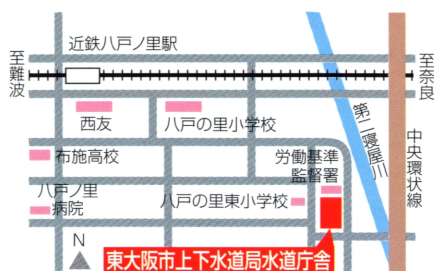 近鉄八戸ノ里駅
至難波
至奈良
西友
八戸の里小学校
第二寝屋川
中央環状線
布施高校
労働基準
監督署
八戸ノ里
病院
八戸の里東小学校
N
東大阪市上下水道局水道庁舎